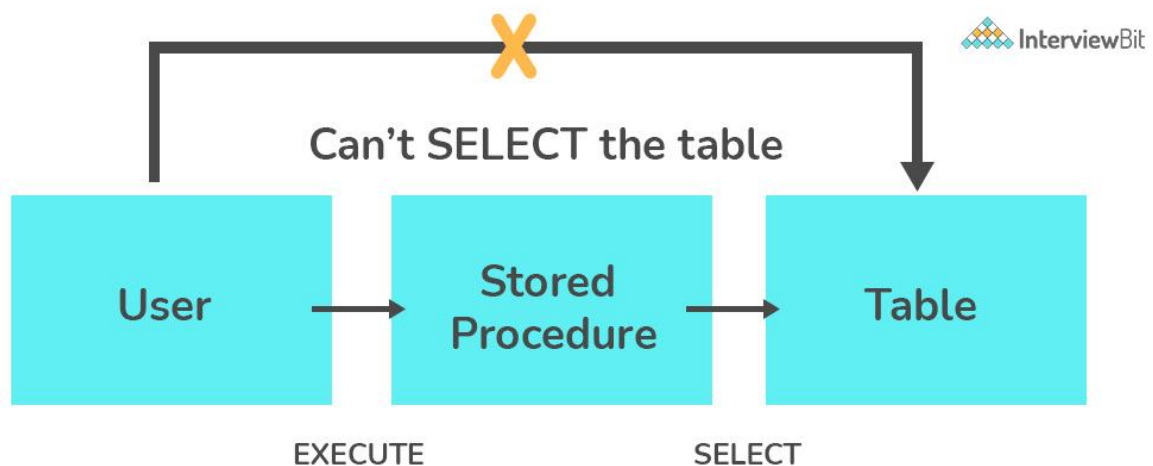 InterviewBit
Can't SELECT the table
User
Stored
Procedure
Table
EXECUTE
SELECT